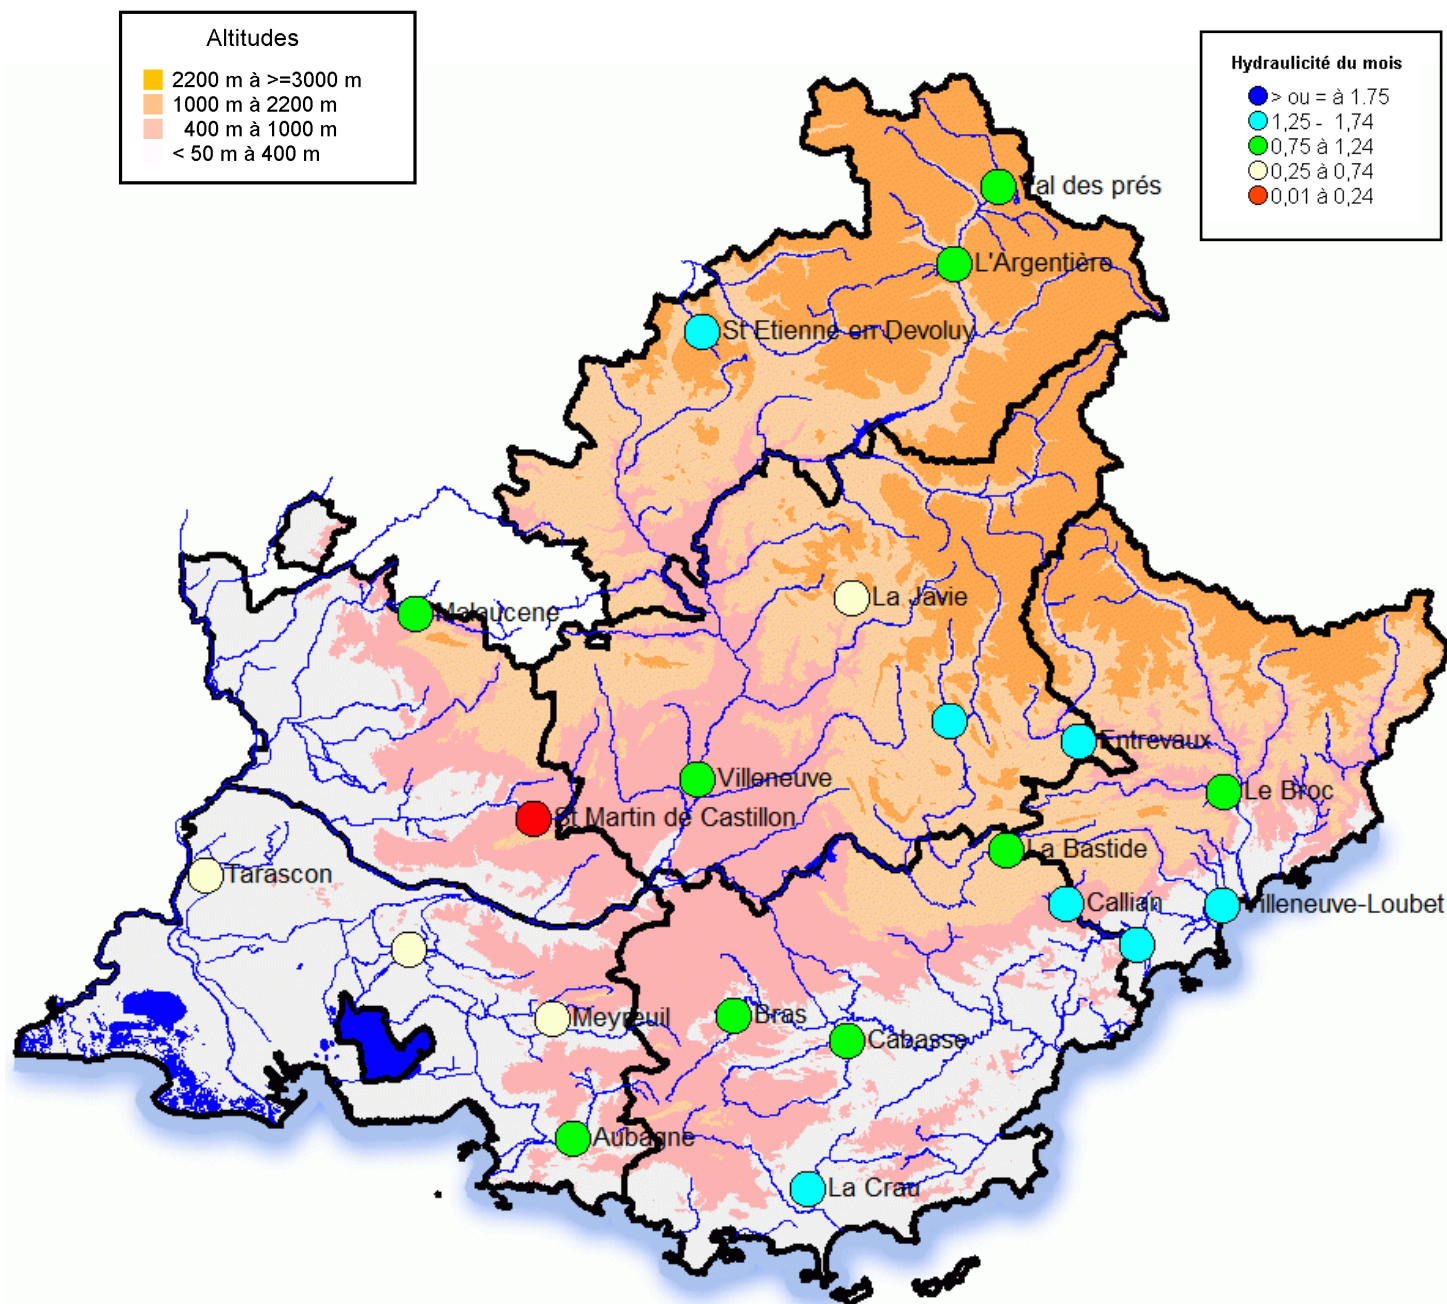 Altitudes
2200 m à >=3000 m
1000 m à 2200 m
400 m à 1000 m
< 50 m à 400 m
Hydraulicité du mois
> ou = à 1.75
1,25 - 1,74
0,75 à 1,24
0,25 à 0,74
0,01 à 0,24
Val des prés
L'Argentière
St Etienne en Devoluy
La Javie
Malaucene
Entrevaux
Villeneuve
Le Broc
St Martin de Castillon
La Bastide
Tarascon
Callian
Villeneuve-Loubet
Bras
Meyreuil
Cabasse
Aubagne
La Crau